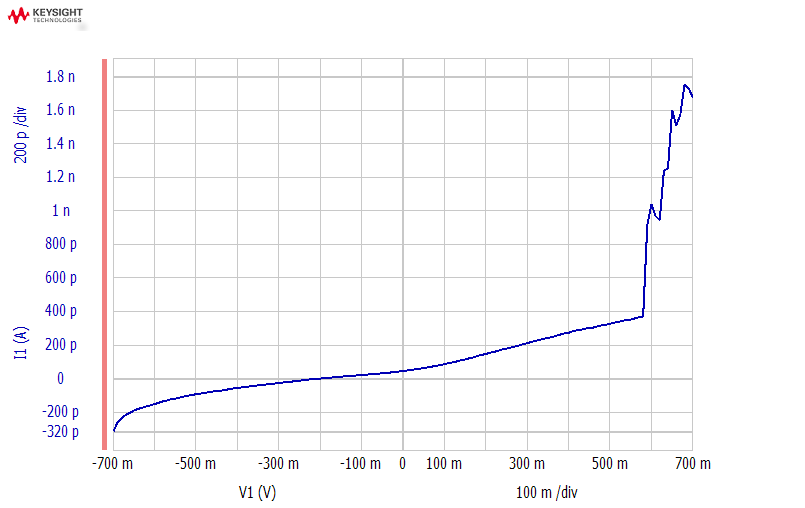 KEYSIGHT
TECHNOLOGIES
200 p /div
I1 (A)
1.8 n
1.6 n
1.4 n
1.2 n
1 n
800 p
600 p
400 p
200 p
0
-200 p
-320 p
-700 m -500 m -300 m -100 m 0 100 m 300 m 500 m 700 m
V1 (V) 100 m /div